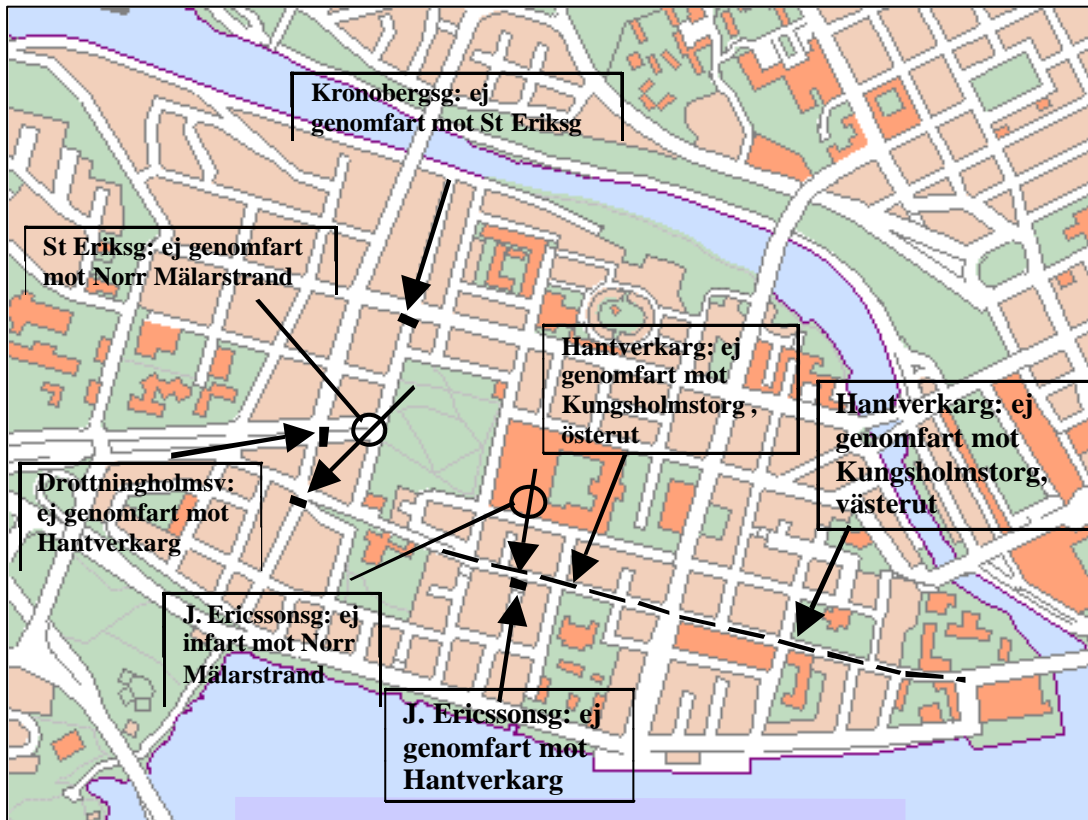 Kronobergsg: ej
genomfart mot St Eriksg
St Eriksg: ej genomfart
mot Norr Mälarstrand
Hantverkarg: ej
genomfart mot
Kungsholmstorg ,
österut
Hantverkarg: ej
genomfart mot
Kungsholmstorg,
västerut
Drottningholmsv:
ej genomfart mot
Hantverkarg
J. Ericssonsg: ej
infart mot Norr
Mälarstrand
J. Ericssonsg: ej
genomfart mot
Hantverkarg